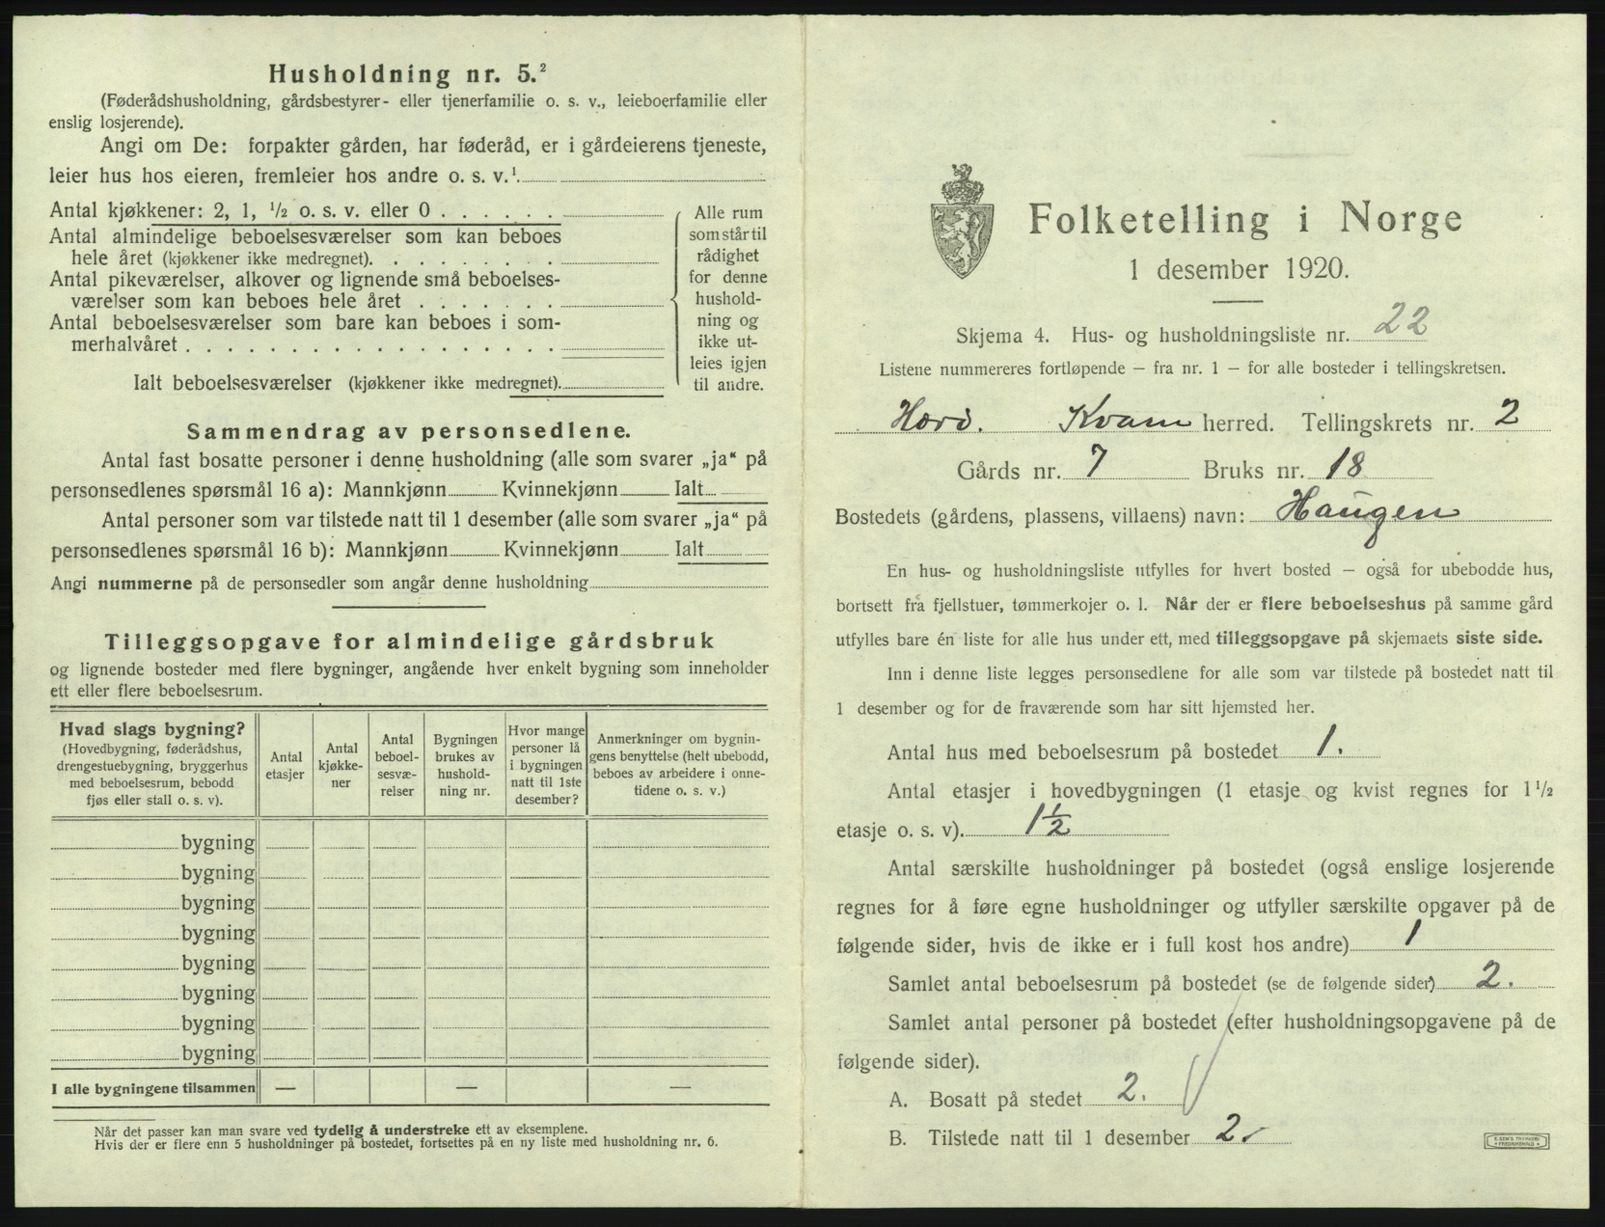 Husholdning nr. 5.²
(Føderådshusholdning, gårdsbestyrer- eller tjenerfamilie o. s. v., leieboerfamilie eller
enslig losjerende).
Angi om De: forpakter gården, har føderåd, er i gårdeierens tjeneste,
leier hus hos eieren, fremleier hos andre o. s. v.¹
Antal kjøkkener: 2, 1, ½ o. s. v. eller 0 . . . . . .
Antal almindelige beboelsesværelser som kan beboes
hele året (kjøkkener ikke medregnet). . . . . . . .
Antal pikeværelser, alkover og lignende små beboelses-
værelser som kan beboes hele året . . . . . . .
Antal beboelsesværelser som bare kan beboes i som-
merhalvåret . . . . . . . . . . . . . . . . . .
Ialt beboelsesværelser (kjøkkener ikke medregnet).
Alle rum
som står til
rådighet
for denne
hushold-
ning og
ikke ut-
leies igjen
til andre.
Sammendrag av personsedlene.
Antal fast bosatte personer i denne husholdning (alle som svarer „ja“ på
personsedlenes spørsmål 16 a): Mannkjønn Kvinnekjønn Ialt
Antal personer som var tilstede natt til 1 desember (alle som svarer „ja“ på
personsedlenes spørsmål 16 b): Mannkjønn Kvinnekjønn Ialt
Angi nummerne på de personsedler som angår denne husholdning
Tilleggsopgave for almindelige gårdsbruk
og lignende bosteder med flere bygninger, angående hver enkelt bygning som inneholder
ett eller flere beboelsesrum.
Hvad slags bygning?
(Hovedbygning, føderådshus,
drengestuebygning, bryggerhus
med beboelsesrum, bebodd
fjøs eller stall o. s. v).
Antal
etasjer
Antal
kjøkke-
ner
Antal
beboel-
sesvæ-
relser
Bygningen
brukes av
hushold-
ning nr.
Hvor mange
personer lå
i bygningen
natt til 1ste
desember?
Anmerkninger om bygnin-
gens benyttelse (helt ubebodd,
beboes av arbeidere i onne-
tidene o. s. v.)
bygning
bygning
bygning
bygning
bygning
bygning
bygning
bygning
I alle bygningene tilsammen — — —
Når det passer kan man svare ved tydelig å understreke ett av eksemplene.
Hvis der er flere enn 5 husholdninger på bostedet, fortsettes på en ny liste med husholdning nr. 6.
Folketelling i Norge
1 desember 1920.
Skjema 4. Hus- og husholdningsliste nr. 22
Listene nummereres fortløpende — fra nr. 1 — for alle bosteder i tellingskretsen.
Hord. Kvam herred. Tellingskrets nr. 2
Gårds nr. 7 Bruks nr. 18
Bostedets (gårdens, plassens, villaens) navn: Haugen
En hus- og husholdningsliste utfylles for hvert bosted — også for ubebodde hus,
bortsett fra fjellstuer, tømmerkojer o. l. Når der er flere beboelseshus på samme gård
utfylles bare én liste for alle hus under ett, med tilleggsopgave på skjemaets siste side.
Inn i denne liste legges personsedlene for alle som var tilstede på bostedet natt til
1 desember og for de fraværende som har sitt hjemsted her.
Antal hus med beboelsesrum på bostedet 1.
Antal etasjer i hovedbygningen (1 etasje og kvist regnes for 1½
etasje o. s. v). 1½
Antal særskilte husholdninger på bostedet (også enslige losjerende
regnes for å føre egne husholdninger og utfyller særskilte opgaver på de
følgende sider, hvis de ikke er i full kost hos andre) 1
Samlet antal beboelsesrum på bostedet (se de følgende sider) 2.
Samlet antal personer på bostedet (efter husholdningsopgavene på de
følgende sider).
A. Bosatt på stedet 2.
B. Tilstede natt til 1 desember 2.